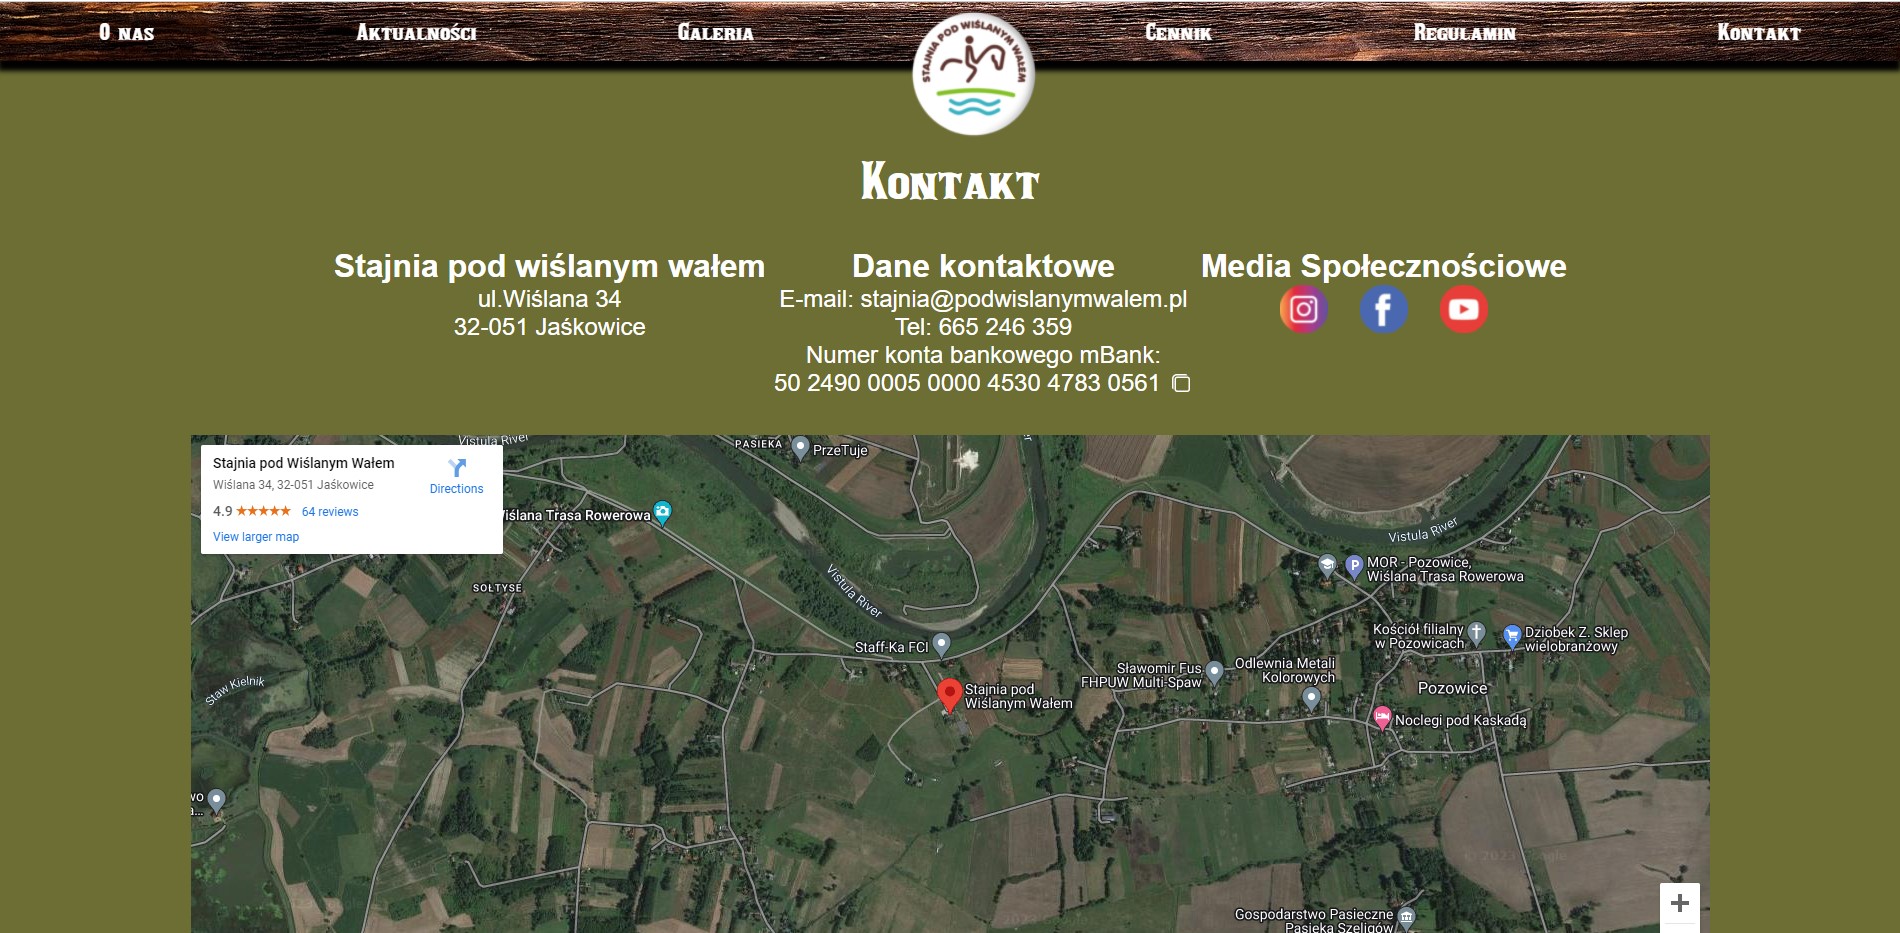 O nas
Aktualności
Galeria
STAJNIA POD WIŚLANYM WAŁEM
Cennik
Regulamin
Kontakt
Kontakt
Stajnia pod wiślanym wałem
ul.Wiślana 34
32-051 Jaśkowice
Dane kontaktowe
E-mail: stajnia@podwislanymwalem.pl
Tel: 665 246 359
Numer konta bankowego mBank:
50 2490 0005 0000 4530 4783 0561
Media Społecznościowe
Stajnia pod Wiślanym Wałem
Wiślana 34, 32-051 Jaśkowice
4.9
64 reviews
View larger map
Directions
Vistula River
PASIEKA
PrzeTuje
Wiślana Trasa Rowerowa
Vistula River
MOR - Pozowice,
Wiślana Trasa Rowerowa
SOŁTYSE
Vistula River
Staff-Ka FCI
Kościół filialny
w Pozowicach
Dziobek Z. Sklep
wielobranżowy
Sławomir Fus
FHPUW Multi-Spaw
Odlewnia Metali
Kolorowych
Staw Kielnik
Stajnia pod
Wiślanym Wałem
Pozowice
Noclegi pod Kaskadą
Gospodarstwo Pasieczne
Pasieka Szeligów